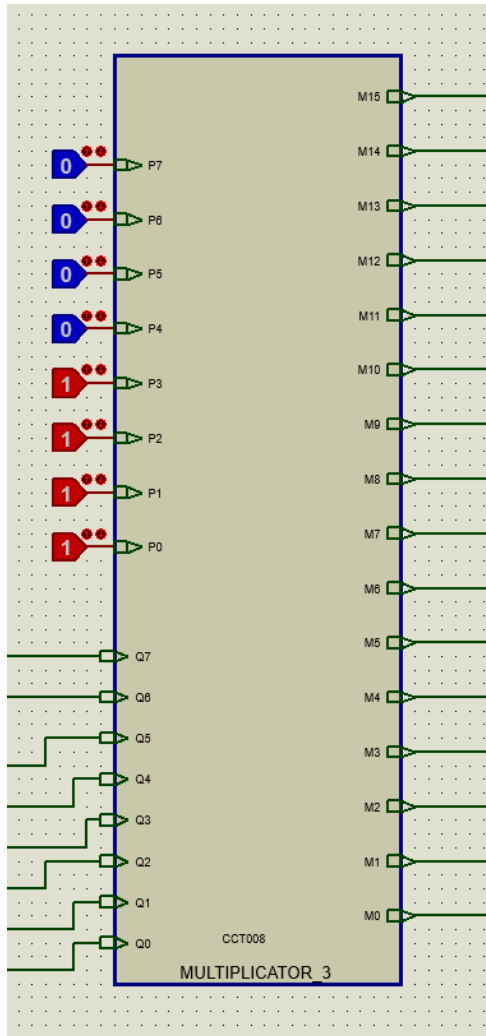 M15
M14
0 P7
M13
0 P6
M12
0 P5
M11
0 P4
M10
1 P3
M9
1 P2
M8
1 P1
M7
1 P0
M6
M5
Q7
M4
Q6
M3
Q5
Q4
M2
Q3
M1
Q2
Q1
M0
Q0
CCT008
MULTIPLICATOR_3